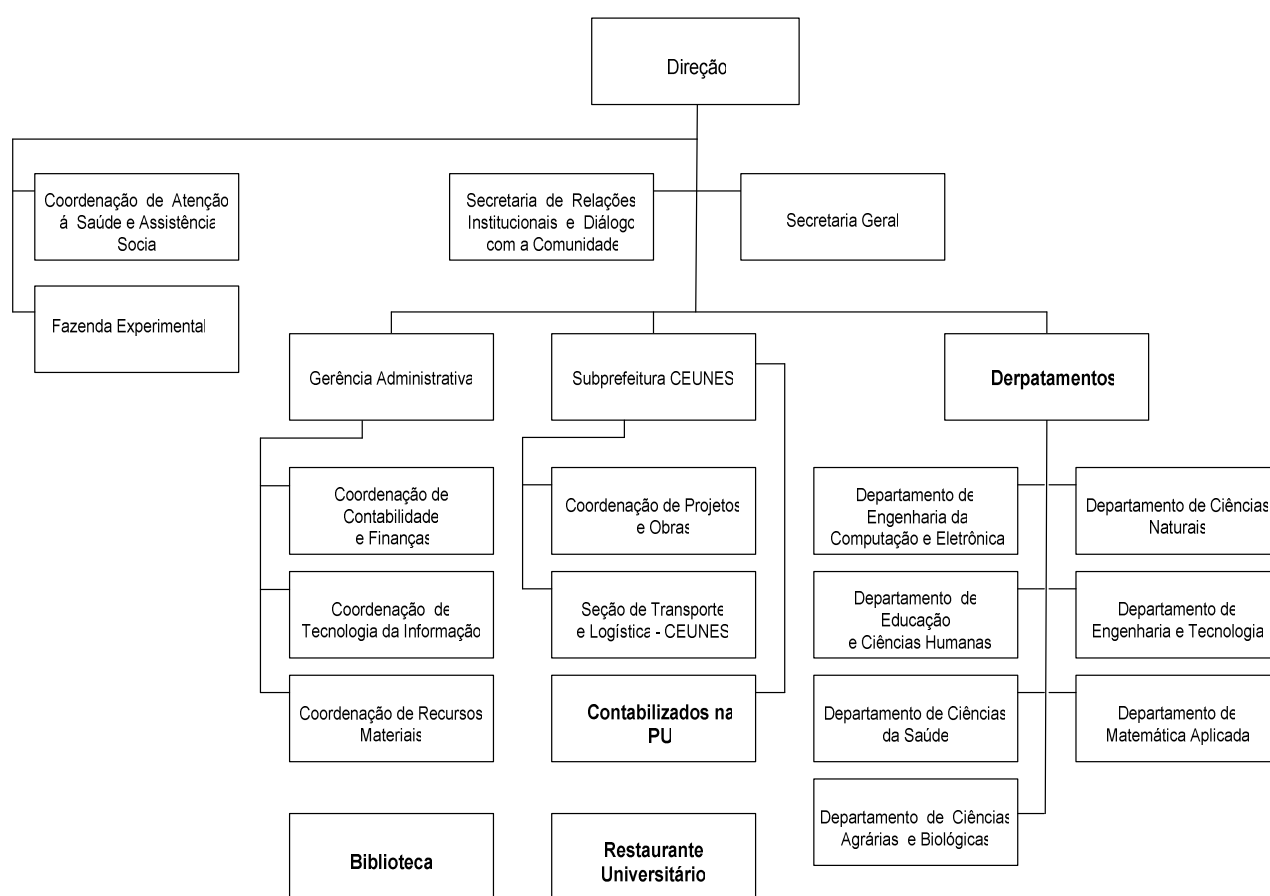 Direção
Coordenação de Atenção
á Saúde e Assistência
Socia
Secretaria de Relações
Institucionais e Diálogo
com a Comunidade
Secretaria Geral
Fazenda Experimental
Gerência Administrativa
Subprefeitura CEUNES
Derpatamentos
Coordenação de
Contabilidade
e Finanças
Coordenação de Projetos
e Obras
Departamento de
Engenharia da
Computação e Eletrônica
Departamento de Ciências
Naturais
Coordenação de
Tecnologia da Informação
Seção de Transporte
e Logística - CEUNES
Departamento de
Educação
e Ciências Humanas
Departamento de
Engenharia e Tecnologia
Coordenação de Recursos
Materiais
Contabilizados na
PU
Departamento de Ciências
da Saúde
Departamento de
Matemática Aplicada
Departamento de Ciências
Agrárias e Biológicas
Biblioteca
Restaurante
Universitário